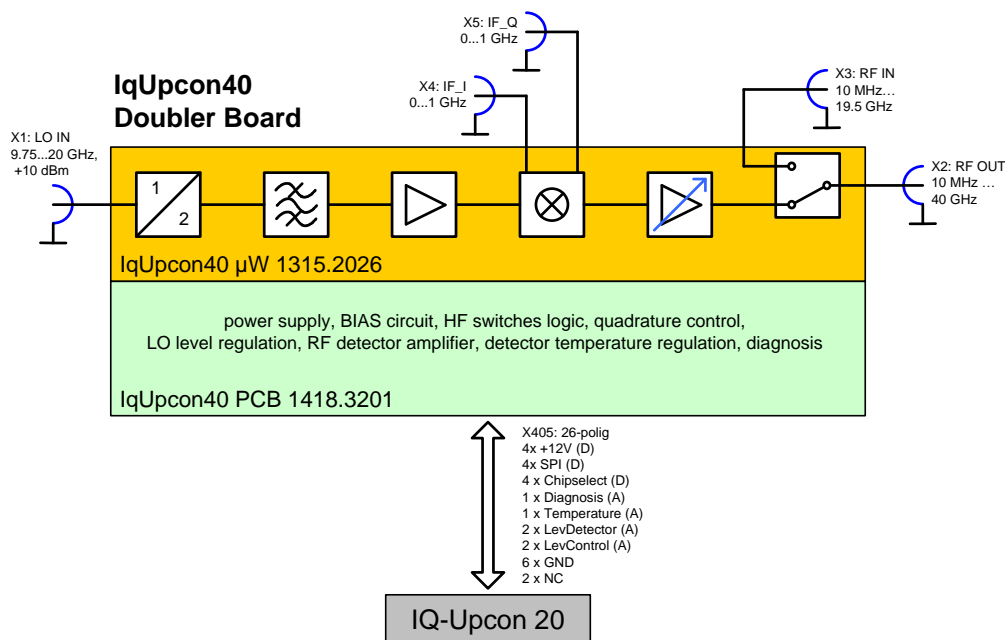 X5: IF_Q
0...1 GHz
IqUpcon40
Doubler Board
X4: IF_I
0...1 GHz
X3: RF IN
10 MHz...
19.5 GHz
X1: LO IN
9.75...20 GHz,
+10 dBm
X2: RF OUT
10 MHz ...
40 GHz
1
2
IqUpcon40 µW 1315.2026
power supply, BIAS circuit, HF switches logic, quadrature control,
LO level regulation, RF detector amplifier, detector temperature regulation, diagnosis
IqUpcon40 PCB 1418.3201
X405: 26-polig
4x +12V (D)
4x SPI (D)
4 x Chipselect (D)
1 x Diagnosis (A)
1 x Temperature (A)
2 x LevDetector (A)
2 x LevControl (A)
6 x GND
2 x NC
IQ-Upcon 20